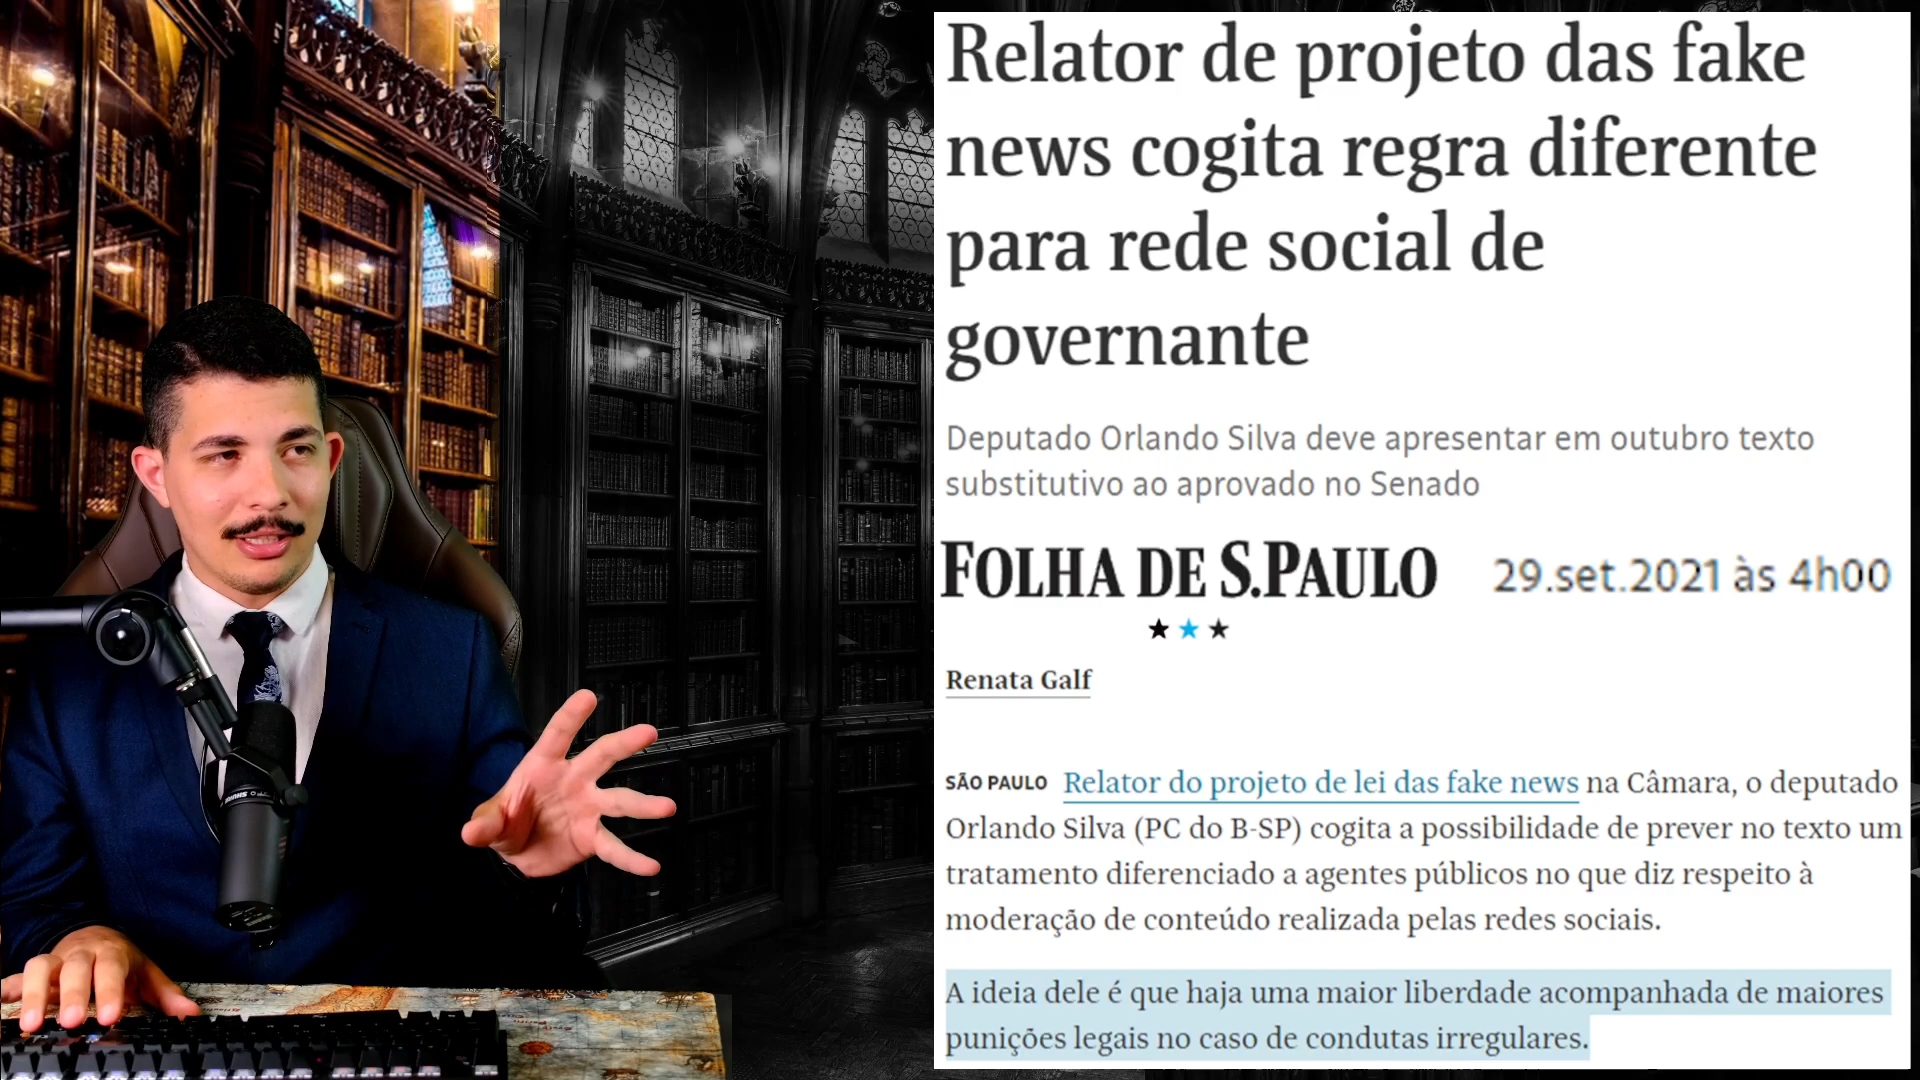 Relator de projeto das fake
news cogita regra diferente
para rede social de
governante
Deputado Orlando Silva deve apresentar em outubro texto
substitutivo ao aprovado no Senado
FOLHA DE S.PAULO
29.set.2021 às 4h00
Renata Galf
SÃO PAULO Relator do projeto de lei das fake news na Câmara, o deputado
Orlando Silva (PC do B-SP) cogita a possibilidade de prever no texto um
tratamento diferenciado a agentes públicos no que diz respeito à
moderação de conteúdo realizada pelas redes sociais.
A ideia dele é que haja uma maior liberdade acompanhada de maiores
punições legais no caso de condutas irregulares.
SHURE